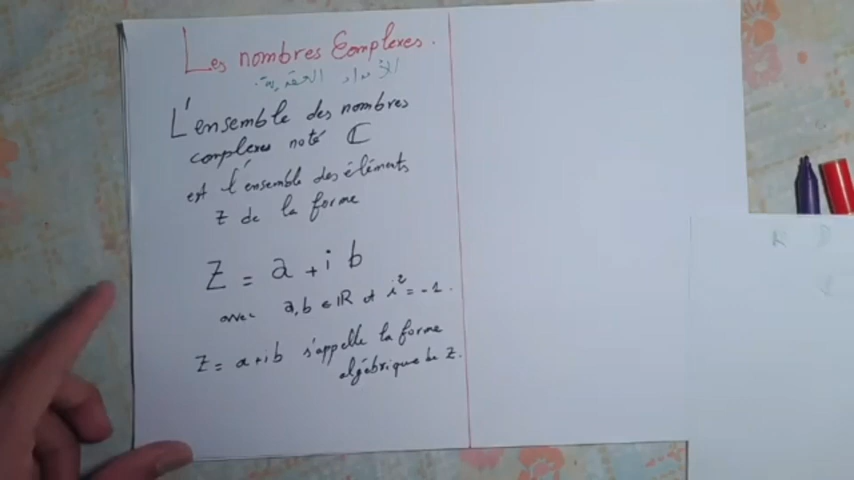 Les nombres Complexes.
الأعداد العقدية.
L'ensemble des nombres
complexes noté ℂ
est l'ensemble des éléments
z de la forme
Z = a + i b
avec a, b ∈ ℝ et i² = -1.
Z = a + ib s'appelle la forme
algébrique de z.